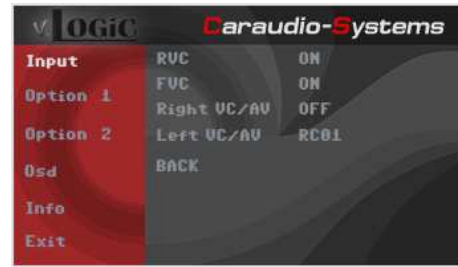 v.LOGiC Caraudio-Systems
Input
Option 1
Option 2
Osd
Info
Exit
RVC ON
FVC ON
Right VC/AV OFF
Left VC/AV RC01
BACK